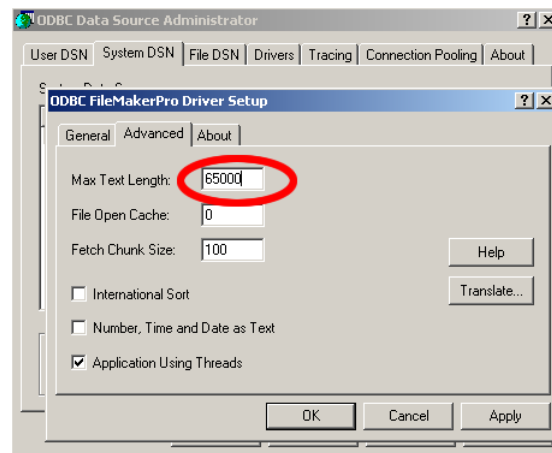 ODBC Data Source Administrator
User DSN System DSN File DSN Drivers Tracing Connection Pooling About
ODBC FileMakerPro Driver Setup
General Advanced About
Max Text Length: 65000
File Open Cache: 0
Fetch Chunk Size: 100
Help
International Sort
Translate...
Number, Time and Date as Text
Application Using Threads
OK Cancel Apply